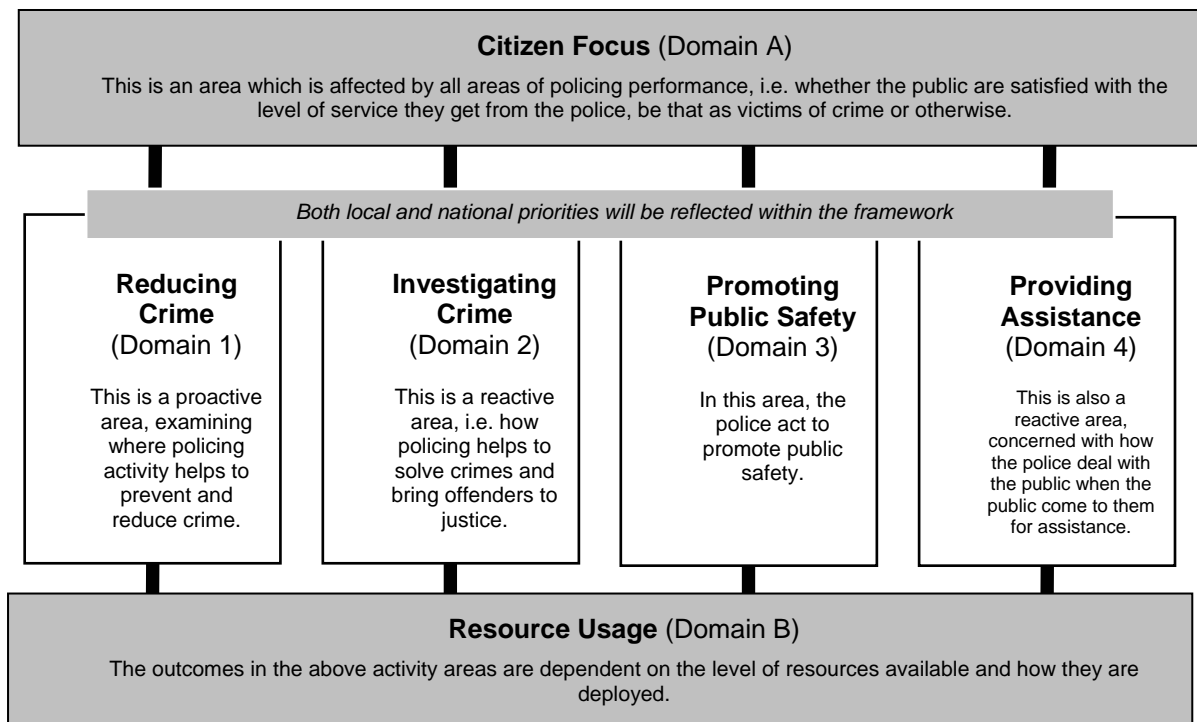 Citizen Focus (Domain A)
This is an area which is affected by all areas of policing performance, i.e. whether the public are satisfied with the
level of service they get from the police, be that as victims of crime or otherwise.
Both local and national priorities will be reflected within the framework
Reducing
Crime
(Domain 1)
This is a proactive
area, examining
where policing
activity helps to
prevent and
reduce crime.
Investigating
Crime
(Domain 2)
This is a reactive
area, i.e. how
policing helps to
solve crimes and
bring offenders to
justice.
Promoting
Public Safety
(Domain 3)
In this area, the
police act to
promote public
safety.
Providing
Assistance
(Domain 4)
This is also a
reactive area,
concerned with how
the police deal with
the public when the
public come to them
for assistance.
Resource Usage (Domain B)
The outcomes in the above activity areas are dependent on the level of resources available and how they are
deployed.